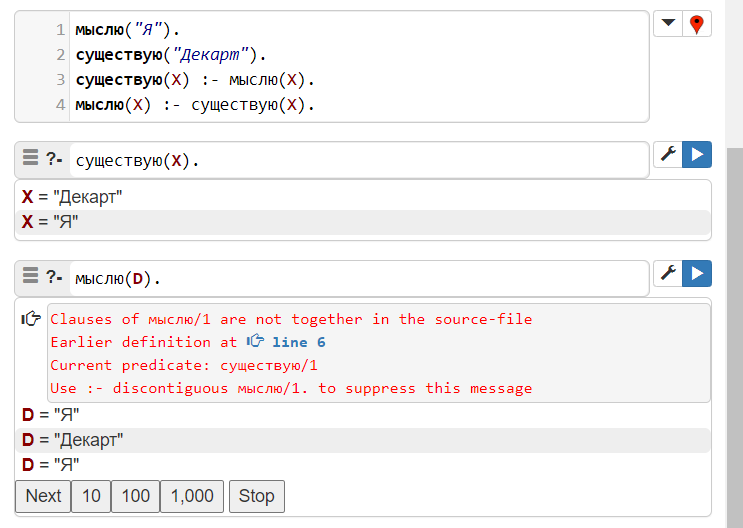 1 мыслю("Я").
2 существую("Декарт").
3 существую(X) :- мыслю(X).
4 мыслю(X) :- существую(X).
?- существую(X).
X = "Декарт"
X = "Я"
?- мыслю(D).
Clauses of мыслю/1 are not together in the source-file
Earlier definition at line 6
Current predicate: существую/1
Use :- discontiguous мыслю/1. to suppress this message
D = "Я"
D = "Декарт"
D = "Я"
Next 10 100 1,000 Stop